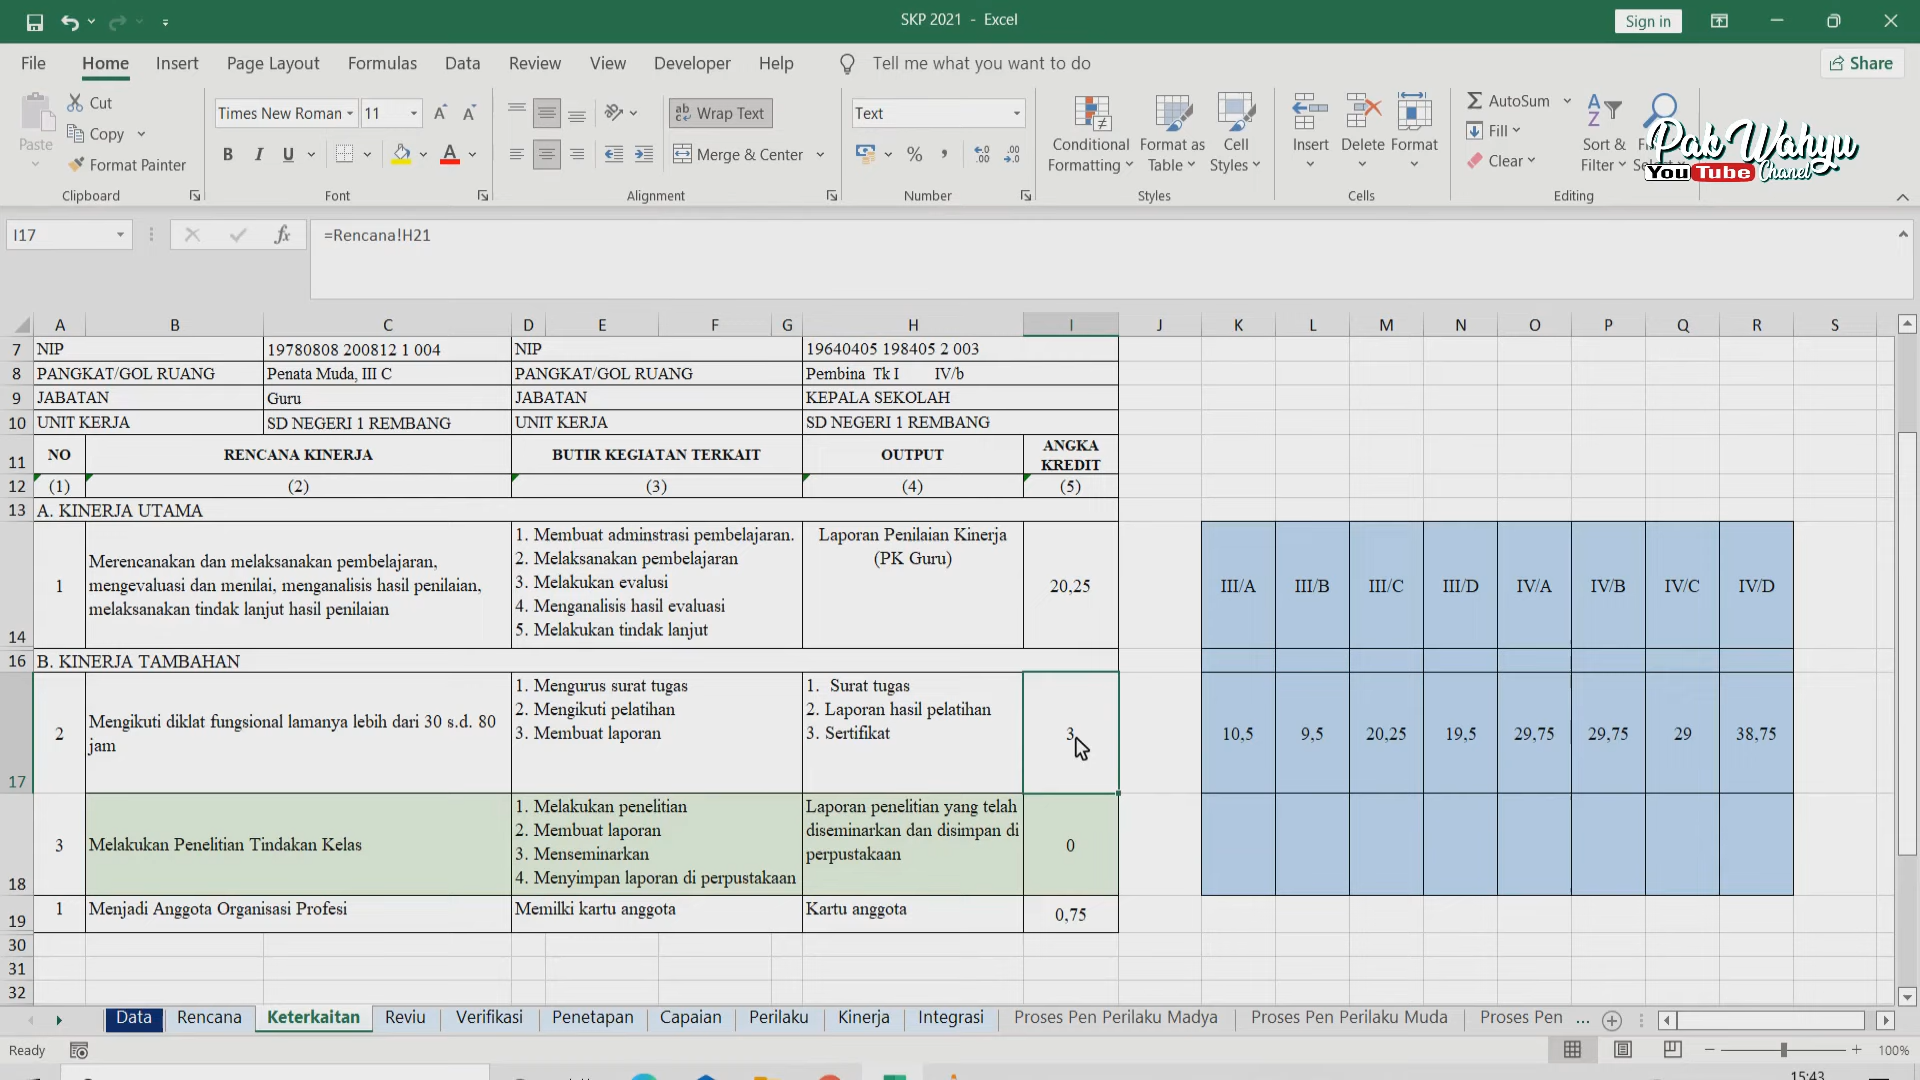 SKP 2021 - Excel
Sign in
File Home Insert Page Layout Formulas Data Review View Developer Help Tell me what you want to do Share
Paste
Cut
Copy
Format Painter
Clipboard
Times New Roman 11
B I U
Font
Wrap Text
Merge & Center
Alignment
Text
Number
Conditional Formatting
Format as Table
Cell Styles
Styles
Insert Delete Format
Cells
AutoSum
Fill
Clear
Sort & Filter
Editing
Pak Wahyu
YouTube Chanel
I17 fx =Rencana!H21
A B C D E F G H I J K L M N O P Q R S
7 NIP 19780808 200812 1 004 NIP 19640405 198405 2 003
8 PANGKAT/GOL RUANG Penata Muda, III C PANGKAT/GOL RUANG Pembina Tk I IV/b
9 JABATAN Guru JABATAN KEPALA SEKOLAH
10 UNIT KERJA SD NEGERI 1 REMBANG UNIT KERJA SD NEGERI 1 REMBANG
11 NO RENCANA KINERJA BUTIR KEGIATAN TERKAIT OUTPUT ANGKA KREDIT
12 (1) (2) (3) (4) (5)
13 A. KINERJA UTAMA
14
1
Merencanakan dan melaksanakan pembelajaran,
mengevaluasi dan menilai, menganalisis hasil penilaian,
melaksanakan tindak lanjut hasil penilaian
1. Membuat adminstrasi pembelajaran.
2. Melaksanakan pembelajaran
3. Melakukan evalusi
4. Menganalisis hasil evaluasi
5. Melakukan tindak lanjut
Laporan Penilaian Kinerja
(PK Guru)
20,25
III/A III/B III/C III/D IV/A IV/B IV/C IV/D
16 B. KINERJA TAMBAHAN
17
2
Mengikuti diklat fungsional lamanya lebih dari 30 s.d. 80
jam
1. Mengurus surat tugas
2. Mengikuti pelatihan
3. Membuat laporan
1. Surat tugas
2. Laporan hasil pelatihan
3. Sertifikat
3
10,5 9,5 20,25 19,5 29,75 29,75 29 38,75
18
3
Melakukan Penelitian Tindakan Kelas
1. Melakukan penelitian
2. Membuat laporan
3. Menseminarkan
4. Menyimpan laporan di perpustakaan
Laporan penelitian yang telah
diseminarkan dan disimpan di
perpustakaan
0
19 1 Menjadi Anggota Organisasi Profesi Memilki kartu anggota Kartu anggota 0,75
30
31
32
Data Rencana Keterkaitan Reviu Verifikasi Penetapan Capaian Perilaku Kinerja Integrasi Proses Pen Perilaku Madya Proses Pen Perilaku Muda Proses Pen ...
Ready 100%
15:43